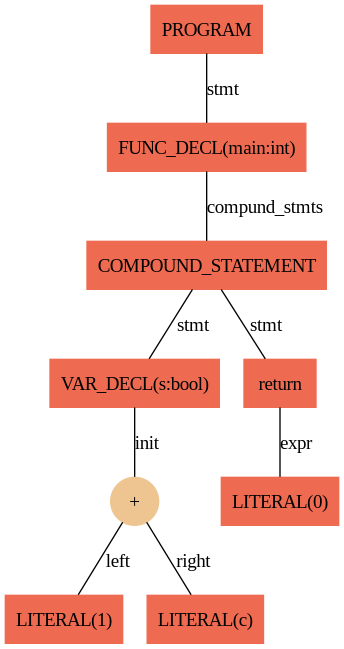 PROGRAM
stmt
FUNC_DECL(main:int)
compund_stmts
COMPOUND_STATEMENT
stmt stmt
VAR_DECL(s:bool) return
init expr
+ LITERAL(0)
left right
LITERAL(1) LITERAL(c)